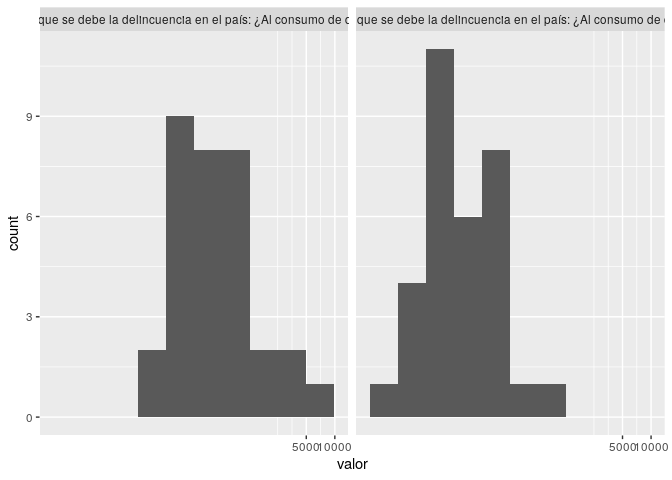 que se debe la delincuencia en el país: ¿Al consumo de
que se debe la delincuencia en el país: ¿Al consumo de
9
6
3
0
count
5000 10000
5000 10000
valor